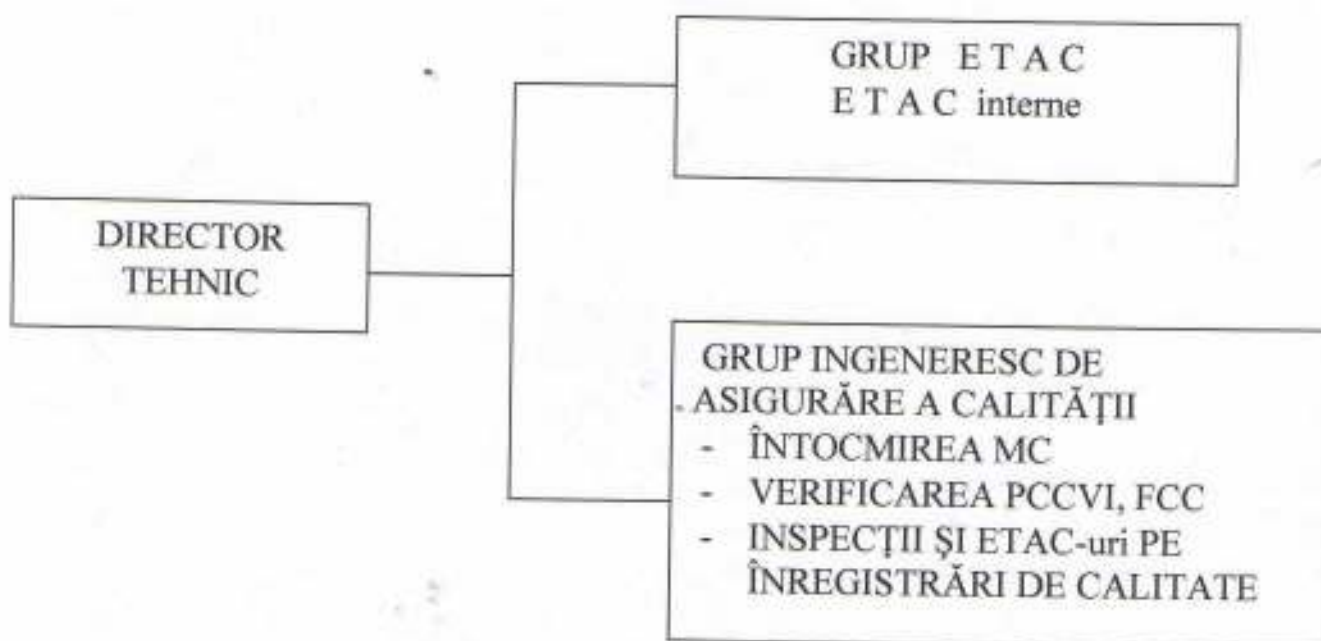 GRUP E T A C
E T A C interne
DIRECTOR
TEHNIC
GRUP INGENERESC DE
ASIGURĂRE A CALITĂȚII
- ÎNTOCMIREA MC
- VERIFICAREA PCCVI, FCC
- INSPECȚII ȘI ETAC-uri PE
ÎNREGISTRĂRI DE CALITATE